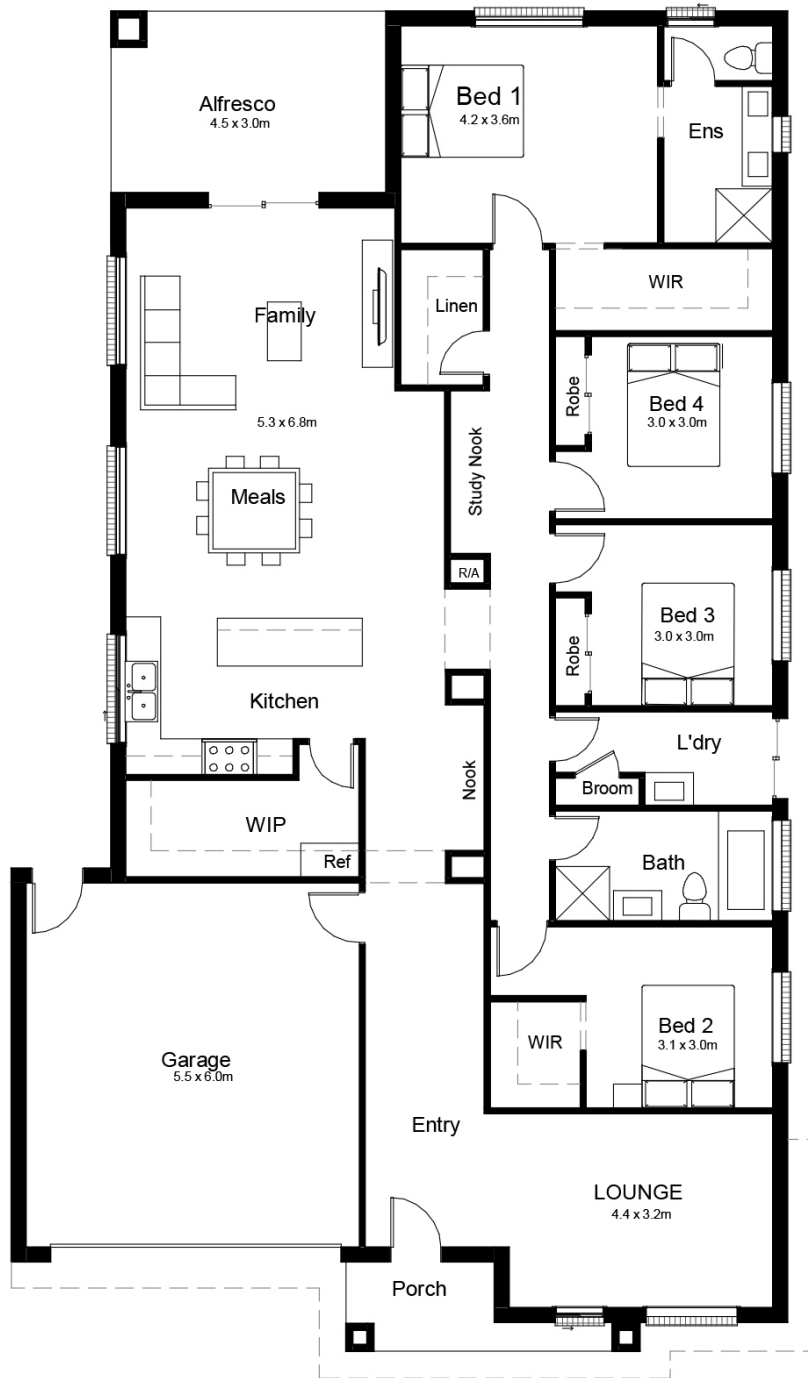 Alfresco
4.5 x 3.0m
Bed 1
4.2 x 3.6m
Ens
WIR
Linen
Family
5.3 x 6.8m
Robe
Bed 4
3.0 x 3.0m
Study Nook
Meals
R/A
Bed 3
3.0 x 3.0m
Robe
Kitchen
L'dry
Broom
Nook
WIP
Ref
Bath
Bed 2
3.1 x 3.0m
WIR
Garage
5.5 x 6.0m
Entry
LOUNGE
4.4 x 3.2m
Porch